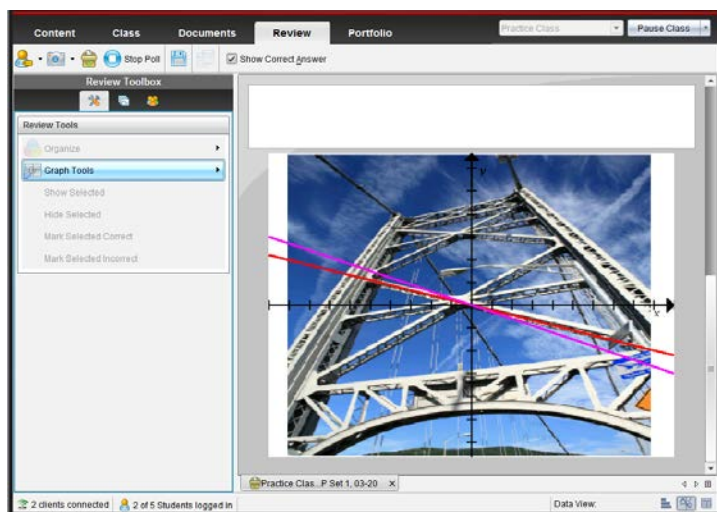 Content Class Documents Review Portfolio Practice Class Pause Class
Stop Poll Show Correct Answer
Review Toolbox
Review Tools
Organize
Graph Tools
Show Selected
Hide Selected
Mark Selected Correct
Mark Selected Incorrect
y
x
Practice Clas...P Set 1, 03-20 x
2 clients connected 2 of 5 Students logged in Data View: